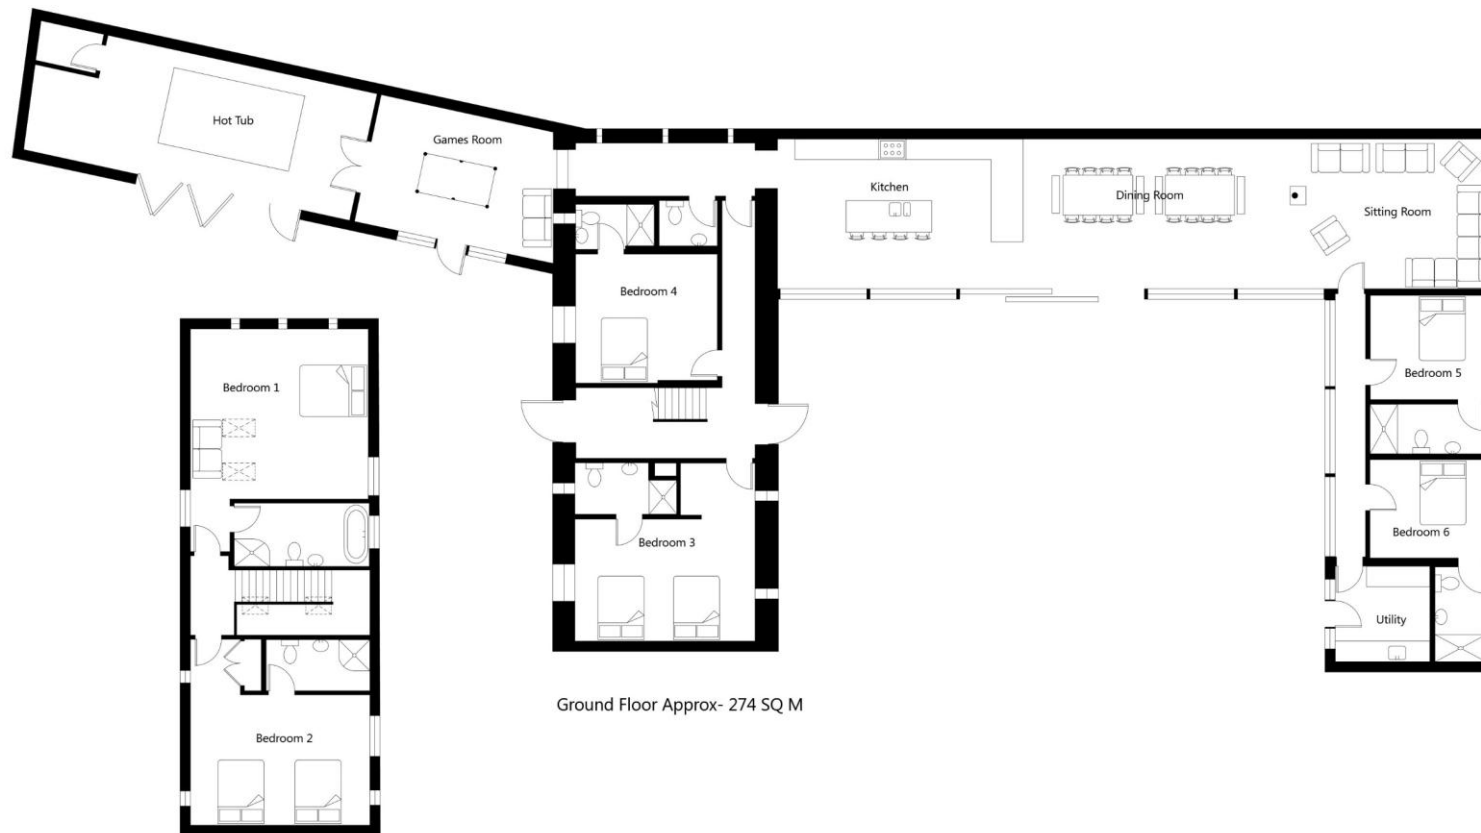 Hot Tub
Games Room
Kitchen
Dining Room
Sitting Room
Bedroom 4
Bedroom 1
Bedroom 5
Bedroom 3
Bedroom 6
Utility
Ground Floor Approx- 274 SQ M
Bedroom 2